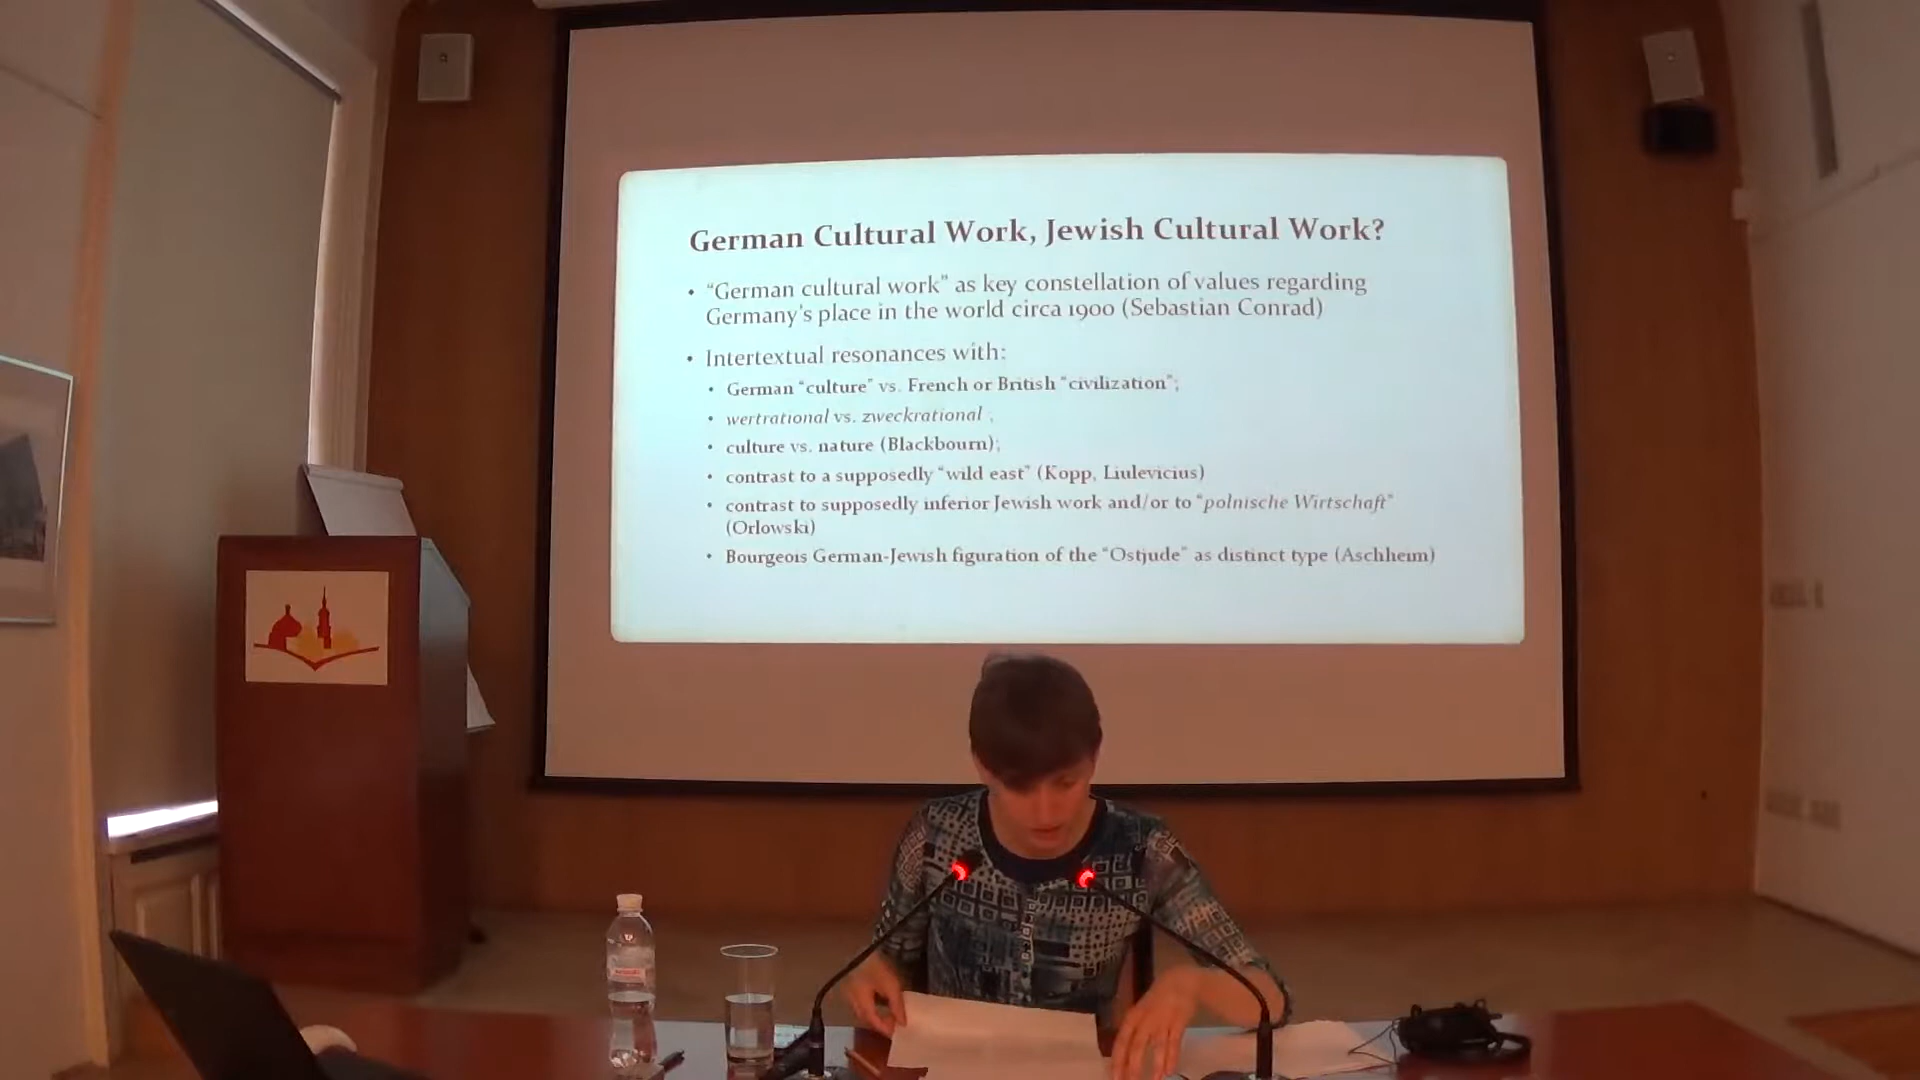 German Cultural Work, Jewish Cultural Work?
• “German cultural work” as key constellation of values regarding
Germany's place in the world circa 1900 (Sebastian Conrad)
• Intertextual resonances with:
• German “culture” vs. French or British “civilization”;
• wertrational vs. zweckrational ;
• culture vs. nature (Blackbourn);
• contrast to a supposedly “wild east” (Kopp, Liulevicius)
• contrast to supposedly inferior Jewish work and/or to “polnische Wirtschaft”
(Orlowski)
• Bourgeois German-Jewish figuration of the “Ostjude” as distinct type (Aschheim)